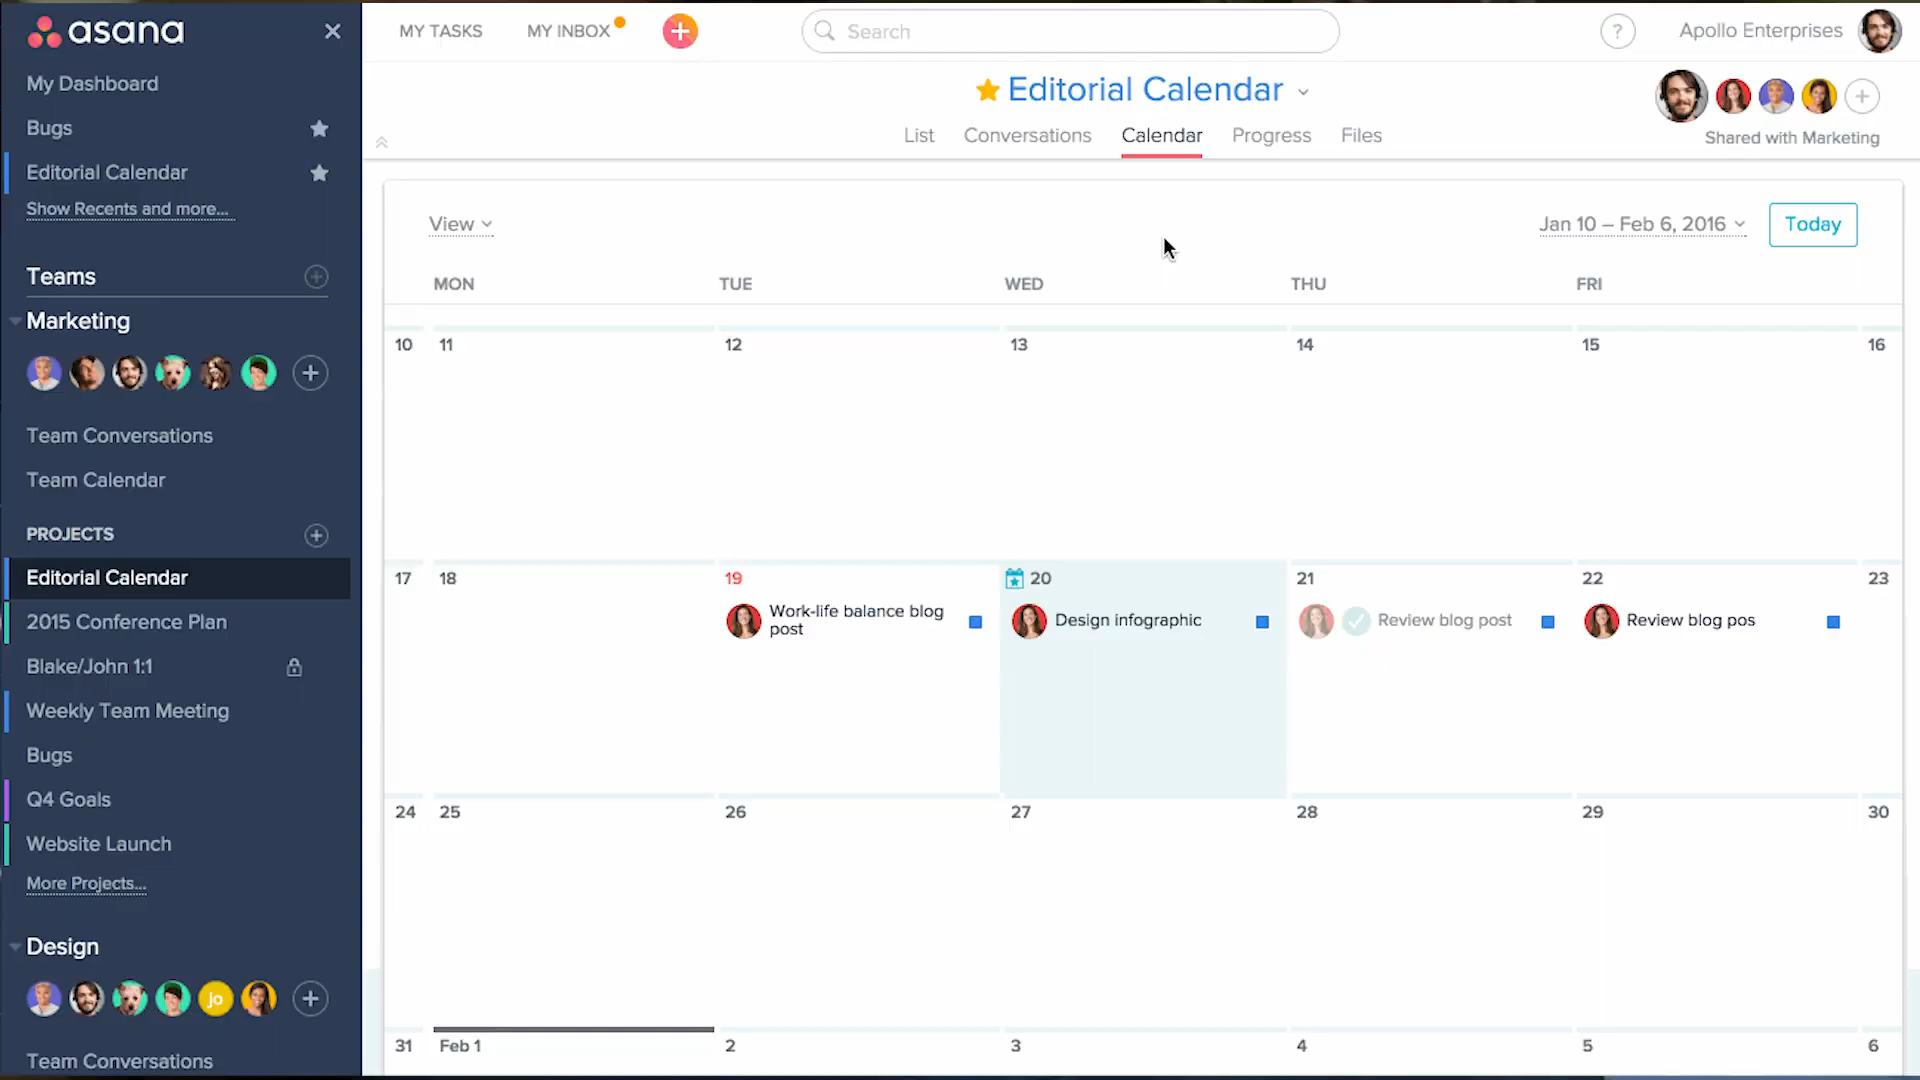 asana
My Dashboard
Bugs
Editorial Calendar
Show Recents and more...
Teams
Marketing
Team Conversations
Team Calendar
PROJECTS
Editorial Calendar
2015 Conference Plan
Blake/John 1:1
Weekly Team Meeting
Bugs
Q4 Goals
Website Launch
More Projects...
Design
jo
Team Conversations
MY TASKS
MY INBOX
Search
?
Apollo Enterprises
Editorial Calendar
List Conversations Calendar Progress Files
Shared with Marketing
View
Jan 10 – Feb 6, 2016
Today
MON TUE WED THU FRI
10 11 12 13 14 15 16
17 18 19 20 21 22 23
Work-life balance blog
post
Design infographic
Review blog post
Review blog pos
24 25 26 27 28 29 30
31 Feb 1 2 3 4 5 6